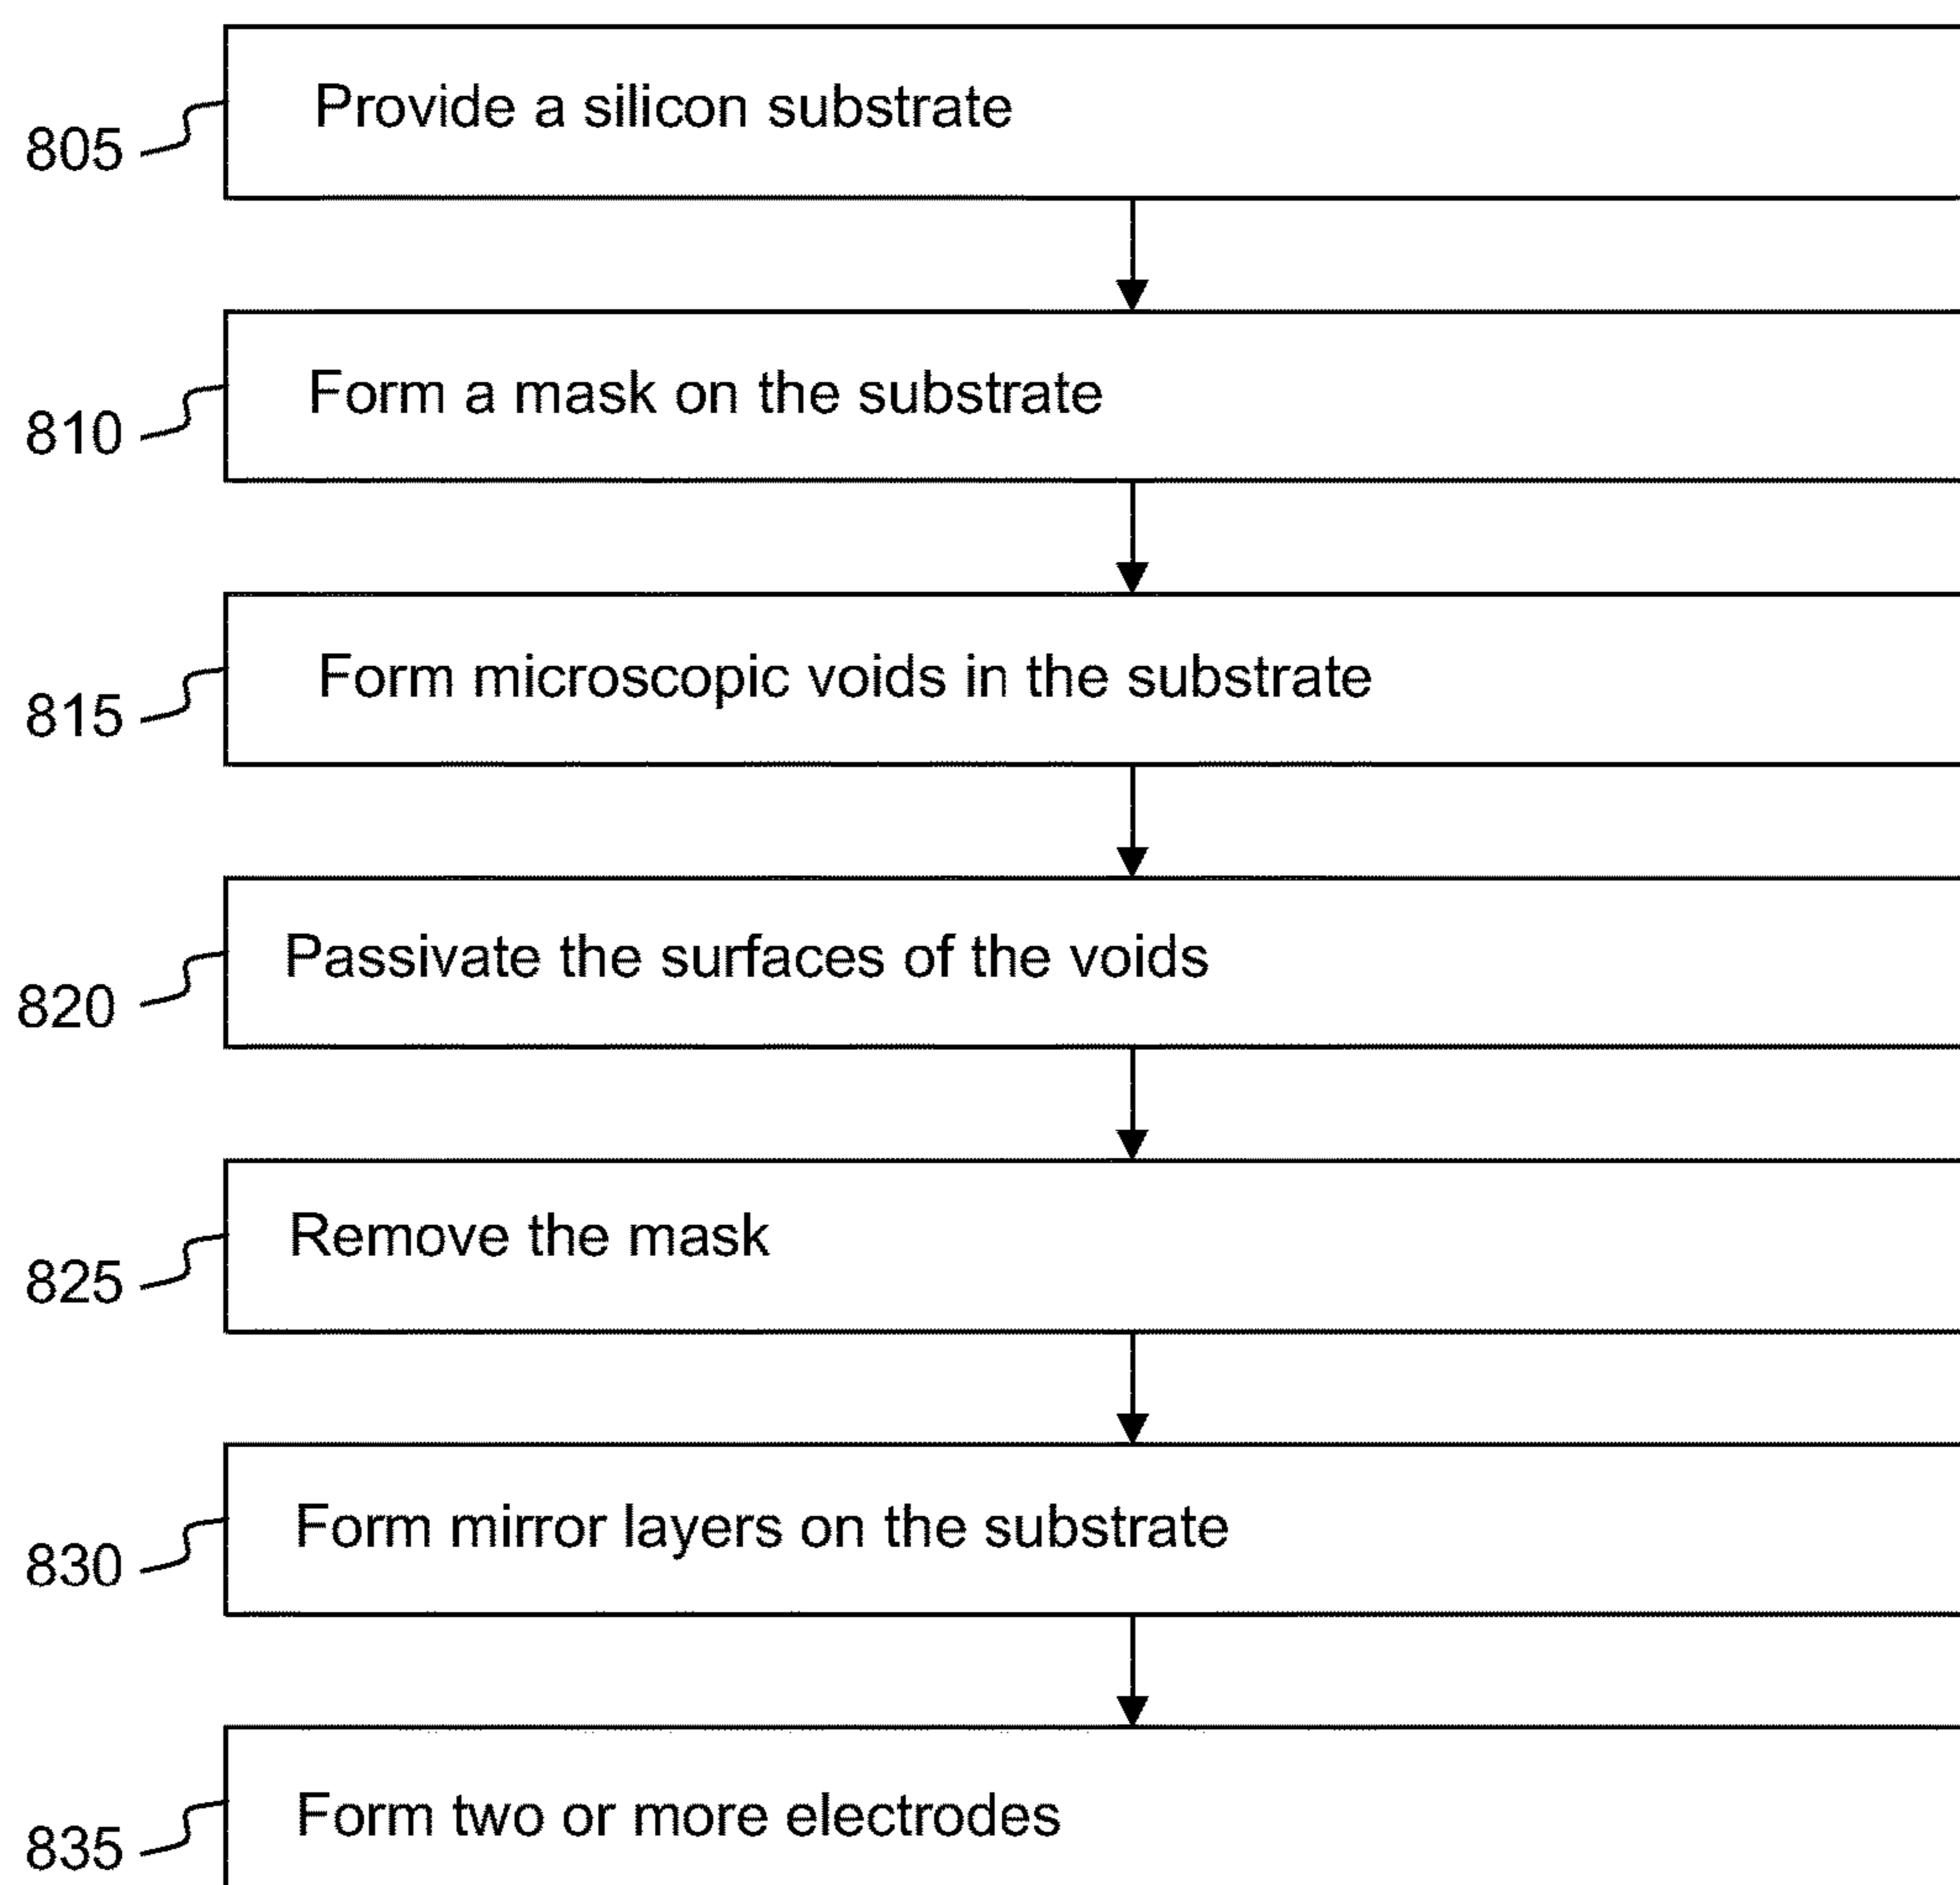 Provide a silicon substrate
805
Form a mask on the substrate
810
Form microscopic voids in the substrate
815
Passivate the surfaces of the voids
820
Remove the mask
825
Form mirror layers on the substrate
830
Form two or more electrodes
835